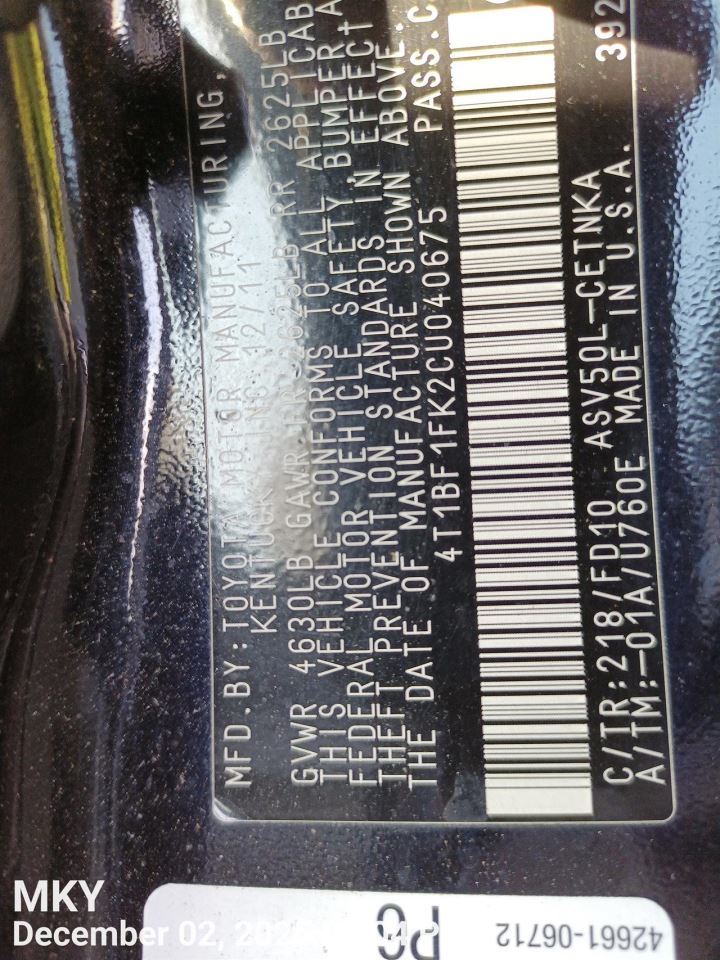 MFD.BY:TOYOTA MOTOR MANUFACTURING,
KENTUCKY, INC. 12/11
GVWR 4630LB GAWR FR 2625LB RR 2625LB
THIS VEHICLE CONFORMS TO ALL APPLICAB
FEDERAL MOTOR VEHICLE SAFETY, BUMPER A
THEFT PREVENTION STANDARDS IN EFFECT
THE DATE OF MANUFACTURE SHOWN ABOVE.
4T1BF1FK2CU040675 PASS.C
C/TR:218/FD10 ASV50L-CETNKA
A/TM:-01A/U760E MADE IN U.S.A. 392
42661-06712
MKY
December 02,